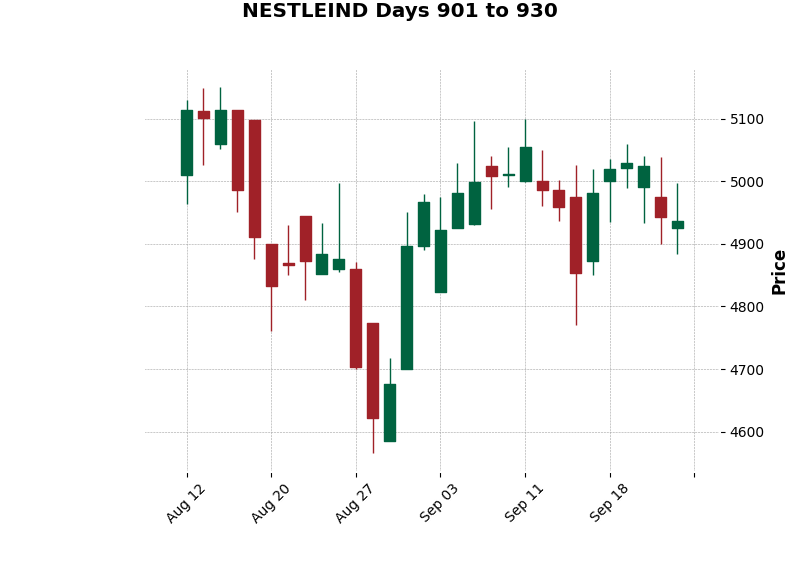 NESTLEIND Days 901 to 930
5100
5000
4900
4800
4700
4600
Price
Aug 12
Aug 20
Aug 27
Sep 03
Sep 11
Sep 18